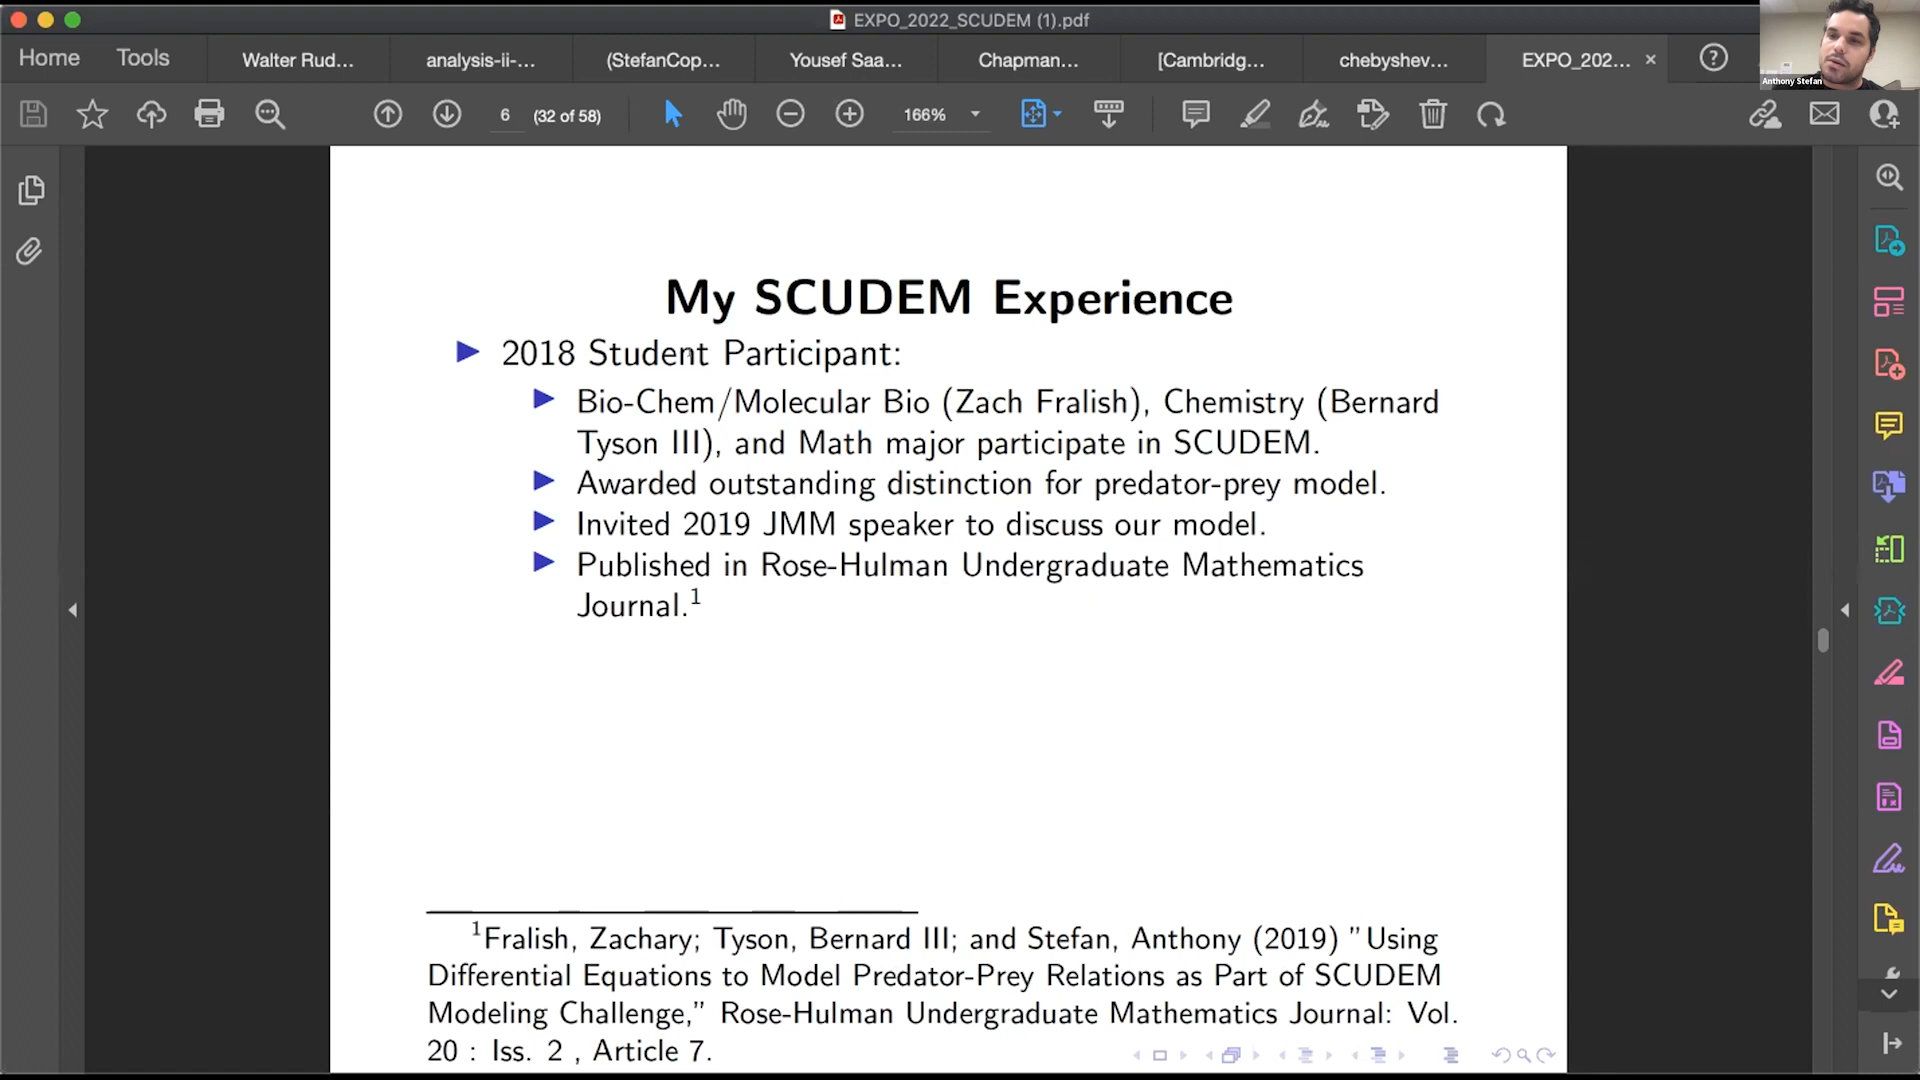 EXPO_2022_SCUDEM (1).pdf
Home
Tools
Walter Rud...
analysis-ii-...
(StefanCop...
Yousef Saa...
Chapman...
[Cambridg...
chebyshev...
EXPO_202...
Anthony Stefan
6
(32 of 58)
166%
My SCUDEM Experience
2018 Student Participant:
Bio-Chem/Molecular Bio (Zach Fralish), Chemistry (Bernard
Tyson III), and Math major participate in SCUDEM.
Awarded outstanding distinction for predator-prey model.
Invited 2019 JMM speaker to discuss our model.
Published in Rose-Hulman Undergraduate Mathematics
Journal.¹
¹Fralish, Zachary; Tyson, Bernard III; and Stefan, Anthony (2019) "Using
Differential Equations to Model Predator-Prey Relations as Part of SCUDEM
Modeling Challenge," Rose-Hulman Undergraduate Mathematics Journal: Vol.
20 : Iss. 2 , Article 7.